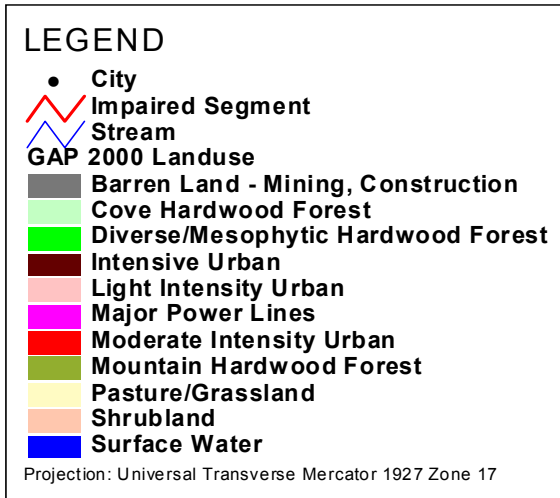 LEGEND
City
Impaired Segment
Stream
GAP 2000 Landuse
Barren Land - Mining, Construction
Cove Hardwood Forest
Diverse/Mesophytic Hardwood Forest
Intensive Urban
Light Intensity Urban
Major Power Lines
Moderate Intensity Urban
Mountain Hardwood Forest
Pasture/Grassland
Shrubland
Surface Water
Projection: Universal Transverse Mercator 1927 Zone 17